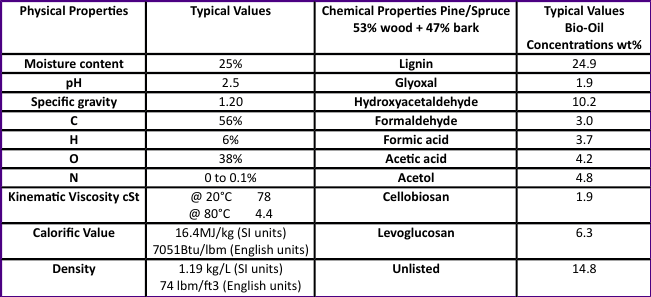 Physical Properties Typical Values Chemical Properties Pine/Spruce Typical Values
53% wood + 47% bark Bio-Oil
Concentrations wt%
Moisture content 25% Lignin 24.9
pH 2.5 Glyoxal 1.9
Specific gravity 1.20 Hydroxyacetaldehyde 10.2
C 56% Formaldehyde 3.0
H 6% Formic acid 3.7
O 38% Acetic acid 4.2
N 0 to 0.1% Acetol 4.8
Kinematic Viscosity cSt @ 20°C 78 Cellobiosan 1.9
@ 80°C 4.4
Calorific Value 16.4MJ/kg (SI units) Levoglucosan 6.3
7051Btu/lbm (English units)
Density 1.19 kg/L (SI units) Unlisted 14.8
74 lbm/ft3 (English units)